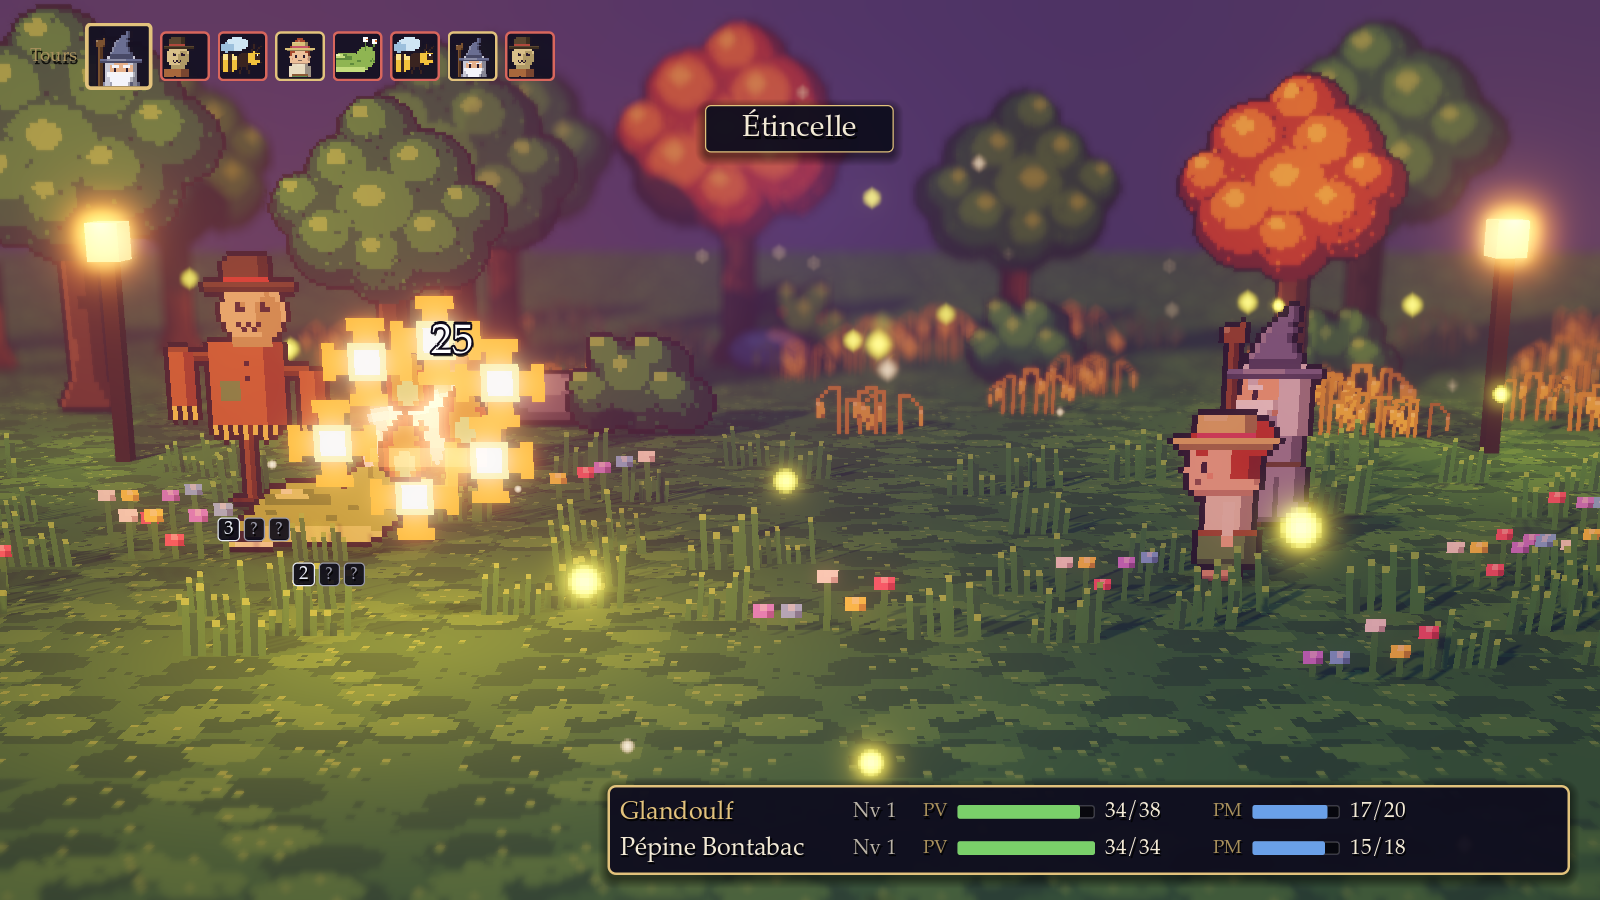 Tours
Étincelle
25
3 ? ?
2 ? ?
Glandoulf Nv 1 PV 34/38 PM 17/20
Pépine Bontabac Nv 1 PV 34/34 PM 15/18